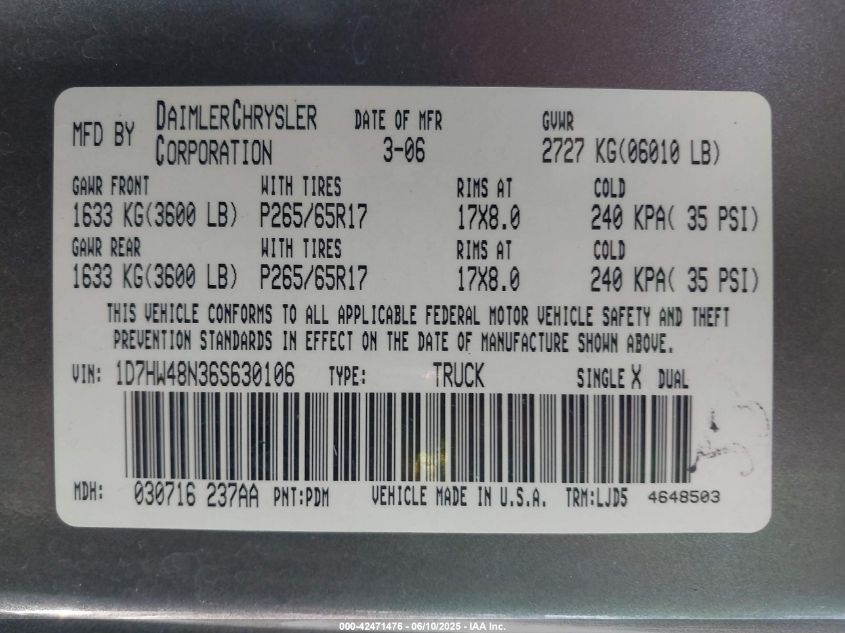 MFD BY DAIMLERCHRYSLER CORPORATION DATE OF MFR 3-06 GVWR 2727 KG(06010 LB)
GAWR FRONT WITH TIRES RIMS AT COLD
1633 KG(3600 LB) P265/65R17 17X8.0 240 KPA( 35 PSI)
GAWR REAR WITH TIRES RIMS AT COLD
1633 KG(3600 LB) P265/65R17 17X8.0 240 KPA( 35 PSI)
THIS VEHICLE CONFORMS TO ALL APPLICABLE FEDERAL MOTOR VEHICLE SAFETY AND THEFT
PREVENTION STANDARDS IN EFFECT ON THE DATE OF MANUFACTURE SHOWN ABOVE.
VIN: 1D7HW48N36S630106 TYPE: TRUCK SINGLE X DUAL
MDH: 030716 237AA PNT:PDM VEHICLE MADE IN U.S.A. TRM:LJD5 4648503
000-42471476 - 06/10/2025 - IAA Inc.